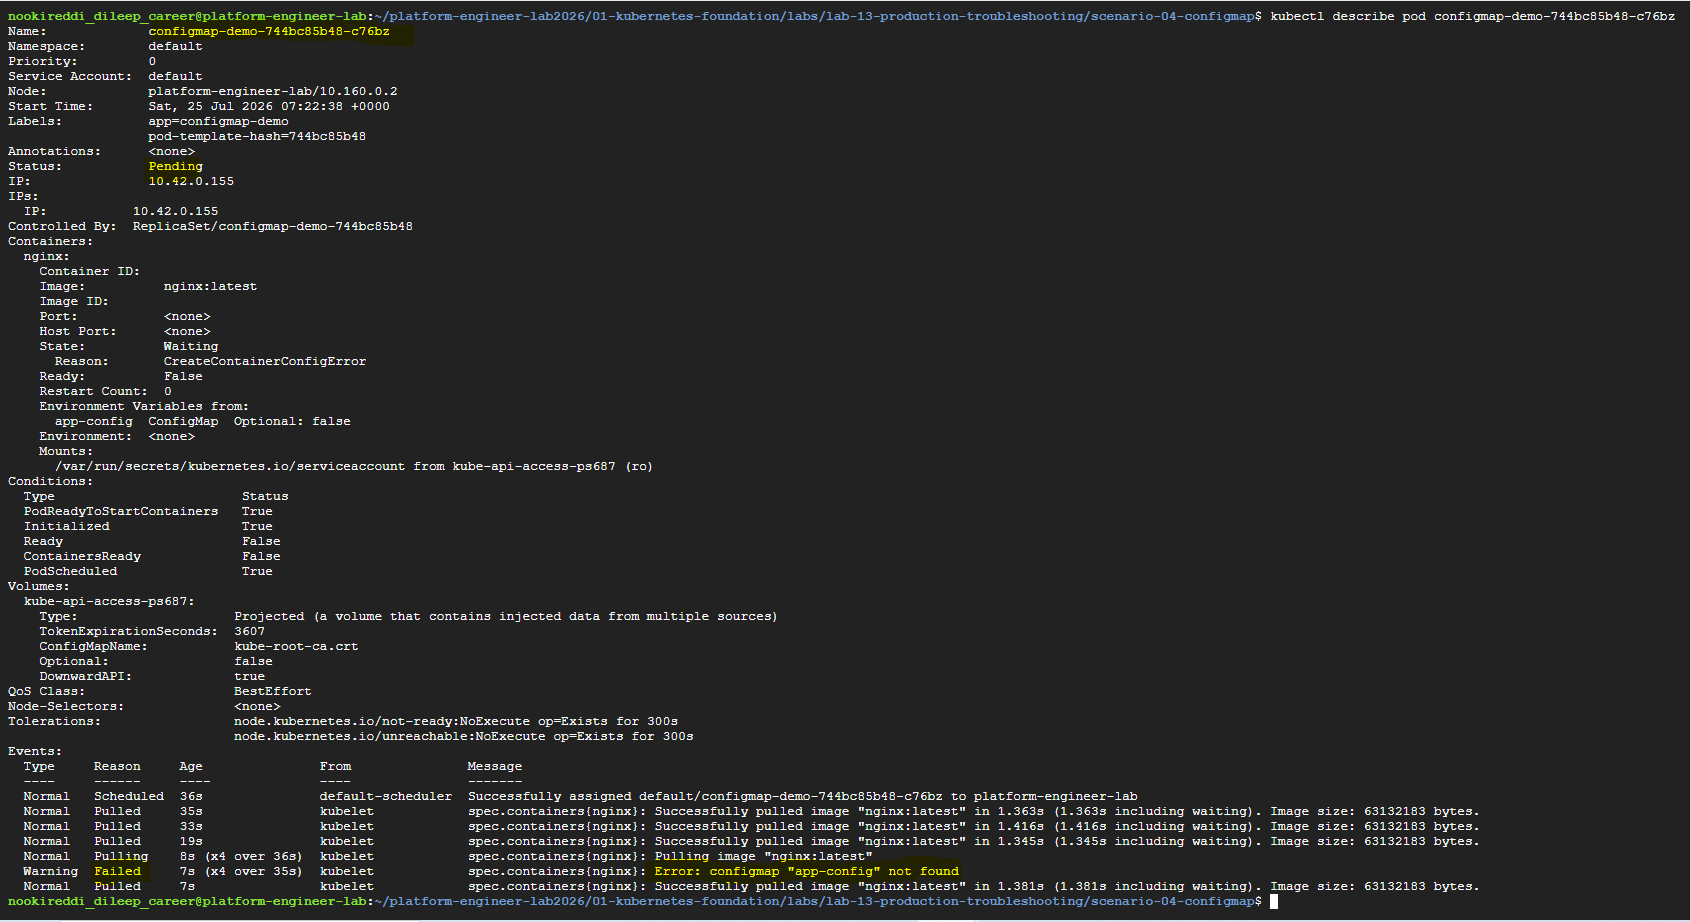 nookireddi_dileep_career@platform-engineer-lab:~/platform-engineer-lab2026/01-kubernetes-foundation/labs/lab-13-production-troubleshooting/scenario-04-configmap$ kubectl describe pod configmap-demo-744bc85b48-c76bz
Name:             configmap-demo-744bc85b48-c76bz
Namespace:        default
Priority:         0
Service Account:  default
Node:             platform-engineer-lab/10.160.0.2
Start Time:       Sat, 25 Jul 2026 07:22:38 +0000
Labels:           app=configmap-demo
                  pod-template-hash=744bc85b48
Annotations:      <none>
Status:           Pending
IP:               10.42.0.155
IPs:
  IP:           10.42.0.155
Controlled By:  ReplicaSet/configmap-demo-744bc85b48
Containers:
  nginx:
    Container ID:
    Image:          nginx:latest
    Image ID:
    Port:           <none>
    Host Port:      <none>
    State:          Waiting
      Reason:       CreateContainerConfigError
    Ready:          False
    Restart Count:  0
    Environment Variables from:
      app-config  ConfigMap  Optional: false
    Environment:  <none>
    Mounts:
      /var/run/secrets/kubernetes.io/serviceaccount from kube-api-access-ps687 (ro)
Conditions:
  Type                        Status
  PodReadyToStartContainers   True
  Initialized                 True
  Ready                       False
  ContainersReady             False
  PodScheduled                True
Volumes:
  kube-api-access-ps687:
    Type:                    Projected (a volume that contains injected data from multiple sources)
    TokenExpirationSeconds:  3607
    ConfigMapName:           kube-root-ca.crt
    Optional:                false
    DownwardAPI:             true
QoS Class:                   BestEffort
Node-Selectors:              <none>
Tolerations:                 node.kubernetes.io/not-ready:NoExecute op=Exists for 300s
                             node.kubernetes.io/unreachable:NoExecute op=Exists for 300s
Events:
  Type     Reason     Age                From               Message
  ----     ------     ----               ----               -------
  Normal   Scheduled  36s                default-scheduler  Successfully assigned default/configmap-demo-744bc85b48-c76bz to platform-engineer-lab
  Normal   Pulled     35s                kubelet            spec.containers{nginx}: Successfully pulled image "nginx:latest" in 1.363s (1.363s including waiting). Image size: 63132183 bytes.
  Normal   Pulled     33s                kubelet            spec.containers{nginx}: Successfully pulled image "nginx:latest" in 1.416s (1.416s including waiting). Image size: 63132183 bytes.
  Normal   Pulled     19s                kubelet            spec.containers{nginx}: Successfully pulled image "nginx:latest" in 1.345s (1.345s including waiting). Image size: 63132183 bytes.
  Normal   Pulling    8s (x4 over 36s)   kubelet            spec.containers{nginx}: Pulling image "nginx:latest"
  Warning  Failed     7s (x4 over 35s)   kubelet            spec.containers{nginx}: Error: configmap "app-config" not found
  Normal   Pulled     7s                 kubelet            spec.containers{nginx}: Successfully pulled image "nginx:latest" in 1.381s (1.381s including waiting). Image size: 63132183 bytes.
nookireddi_dileep_career@platform-engineer-lab:~/platform-engineer-lab2026/01-kubernetes-foundation/labs/lab-13-production-troubleshooting/scenario-04-configmap$